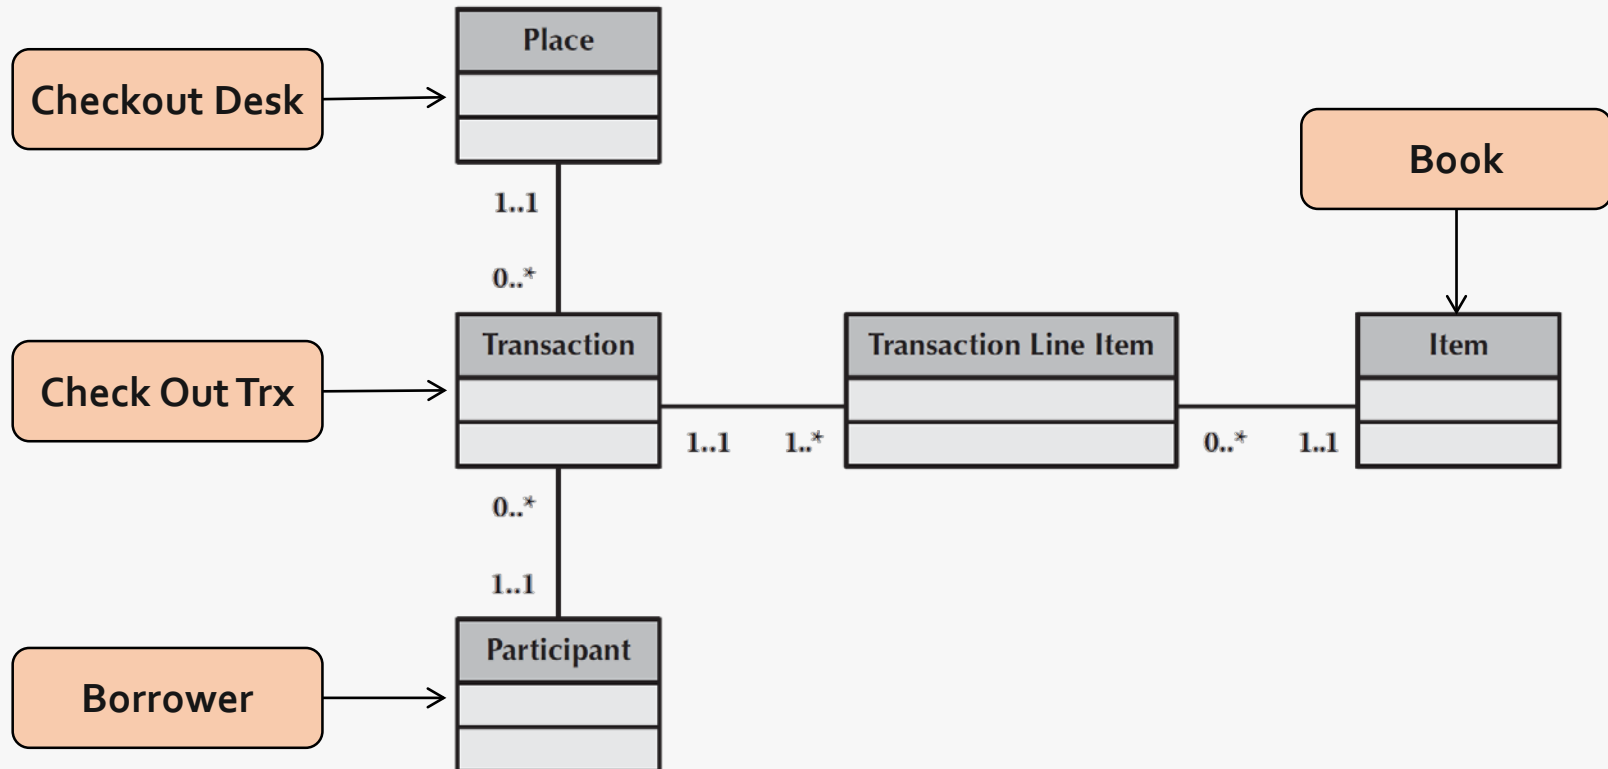 Place
Checkout Desk
Book
1..1
0..*
Transaction
Transaction Line Item
Item
Check Out Trx
1..1
1..*
0..*
1..1
0..*
1..1
Participant
Borrower